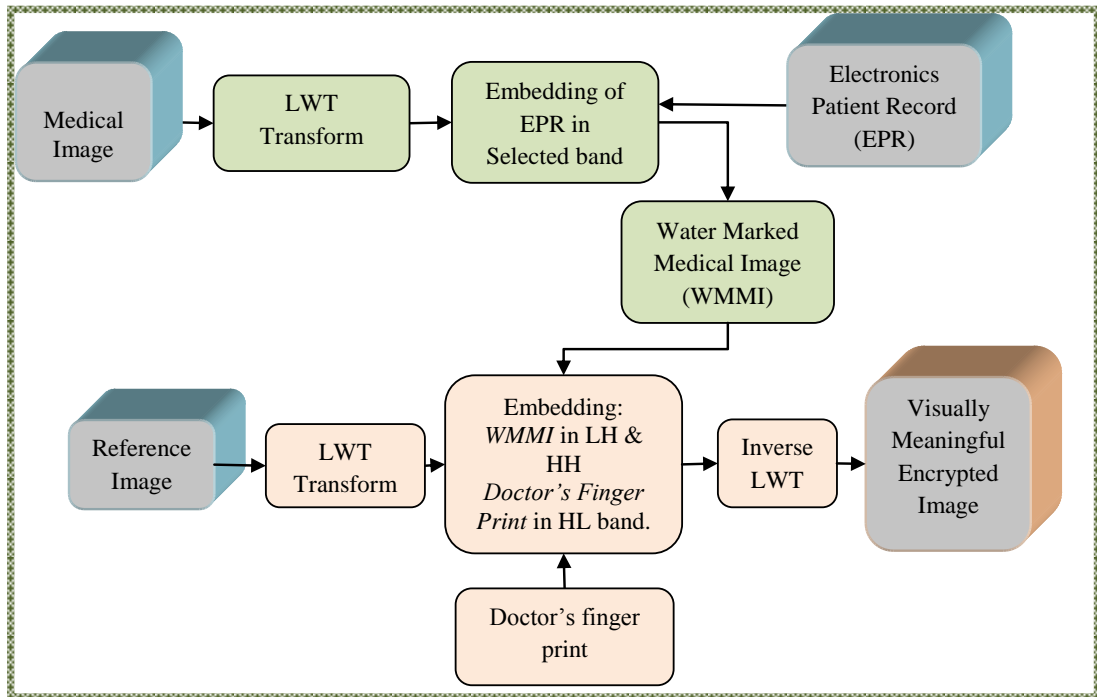 Medical
Image
LWT
Transform
Embedding of
EPR in
Selected band
Electronics
Patient Record
(EPR)
Water Marked
Medical Image
(WMMI)
Reference
Image
LWT
Transform
Embedding:
WMMI in LH &
HH
Doctor’s Finger
Print in HL band.
Inverse
LWT
Visually
Meaningful
Encrypted
Image
Doctor’s finger
print